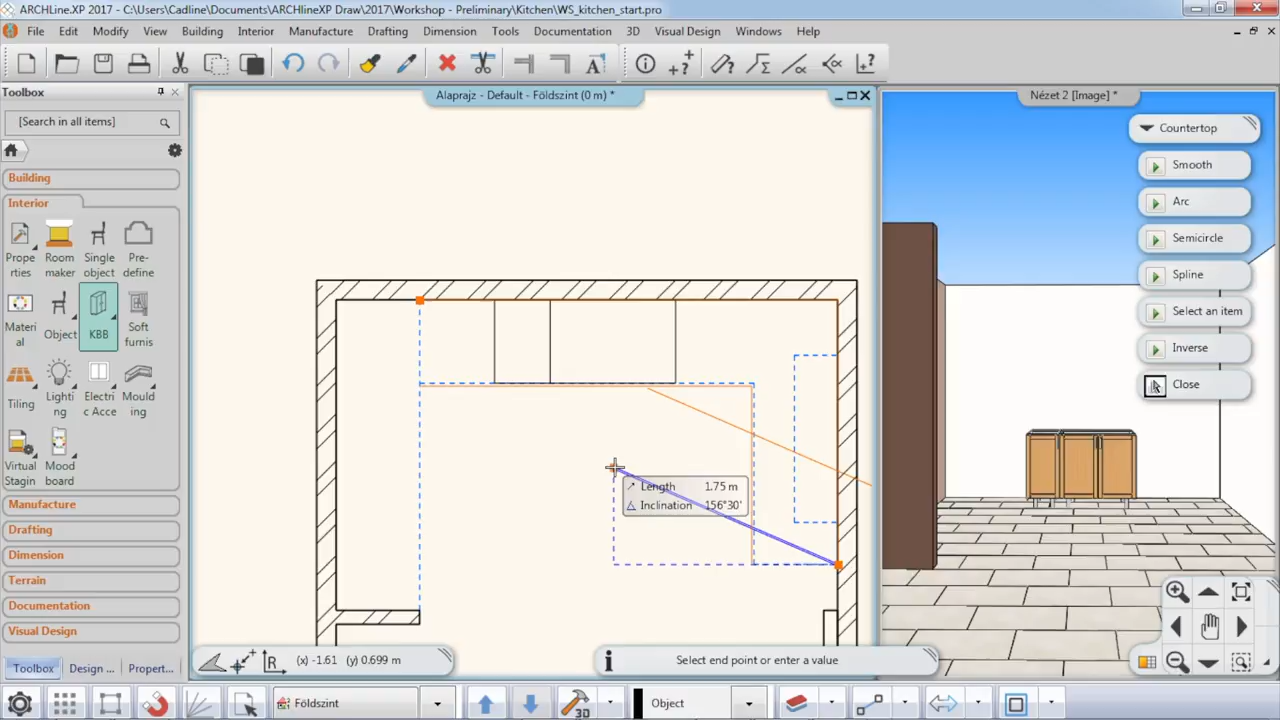 ARCHLine.XP 2017 - C:\Users\Cadline\Documents\ARCHlineXP Draw\2017\Workshop - Preliminary\Kitchen\WS_kitchen_start.pro
File Edit Modify View Building Interior Manufacture Drafting Dimension Tools Documentation 3D Visual Design Windows Help
Toolbox
[Search in all items]
Building
Interior
Prope
rties
Room
maker
Single
object
Pre-
define
Materi
al
Object
KBB
Soft
furnis
Tiling
Lighti
ng
Electri
c Acce
Mould
ing
Virtual
Stagin
Mood
board
Manufacture
Drafting
Dimension
Terrain
Documentation
Visual Design
Toolbox Design ... Propert...
Alaprajz - Default - Földszint (0 m) *
Length 1.75 m
Inclination 156°30'
(x) -1.61 (y) 0.699 m
Select end point or enter a value
Nézet 2 [Image] *
Countertop
Smooth
Arc
Semicircle
Spline
Select an item
Inverse
Close
Földszint
3D
Object